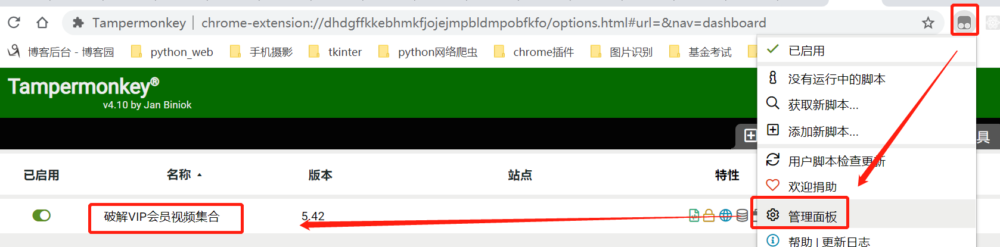 Tampermonkey | chrome-extension://dhdgffkkebhmkfjojejmpbldmpobfkfo/options.html#url=&nav=dashboard
博客后台 - 博客园 python_web 手机摄影 tkinter python网络爬虫 chrome插件 图片识别 基金考试
Tampermonkey®
v4.10 by Jan Biniok
已启用
没有运行中的脚本
获取新脚本...
添加新脚本...
用户脚本检查更新
欢迎捐助
管理面板
帮助 | 更新日志
具
已启用 名称 版本 站点 特性
破解VIP会员视频集合 5.42